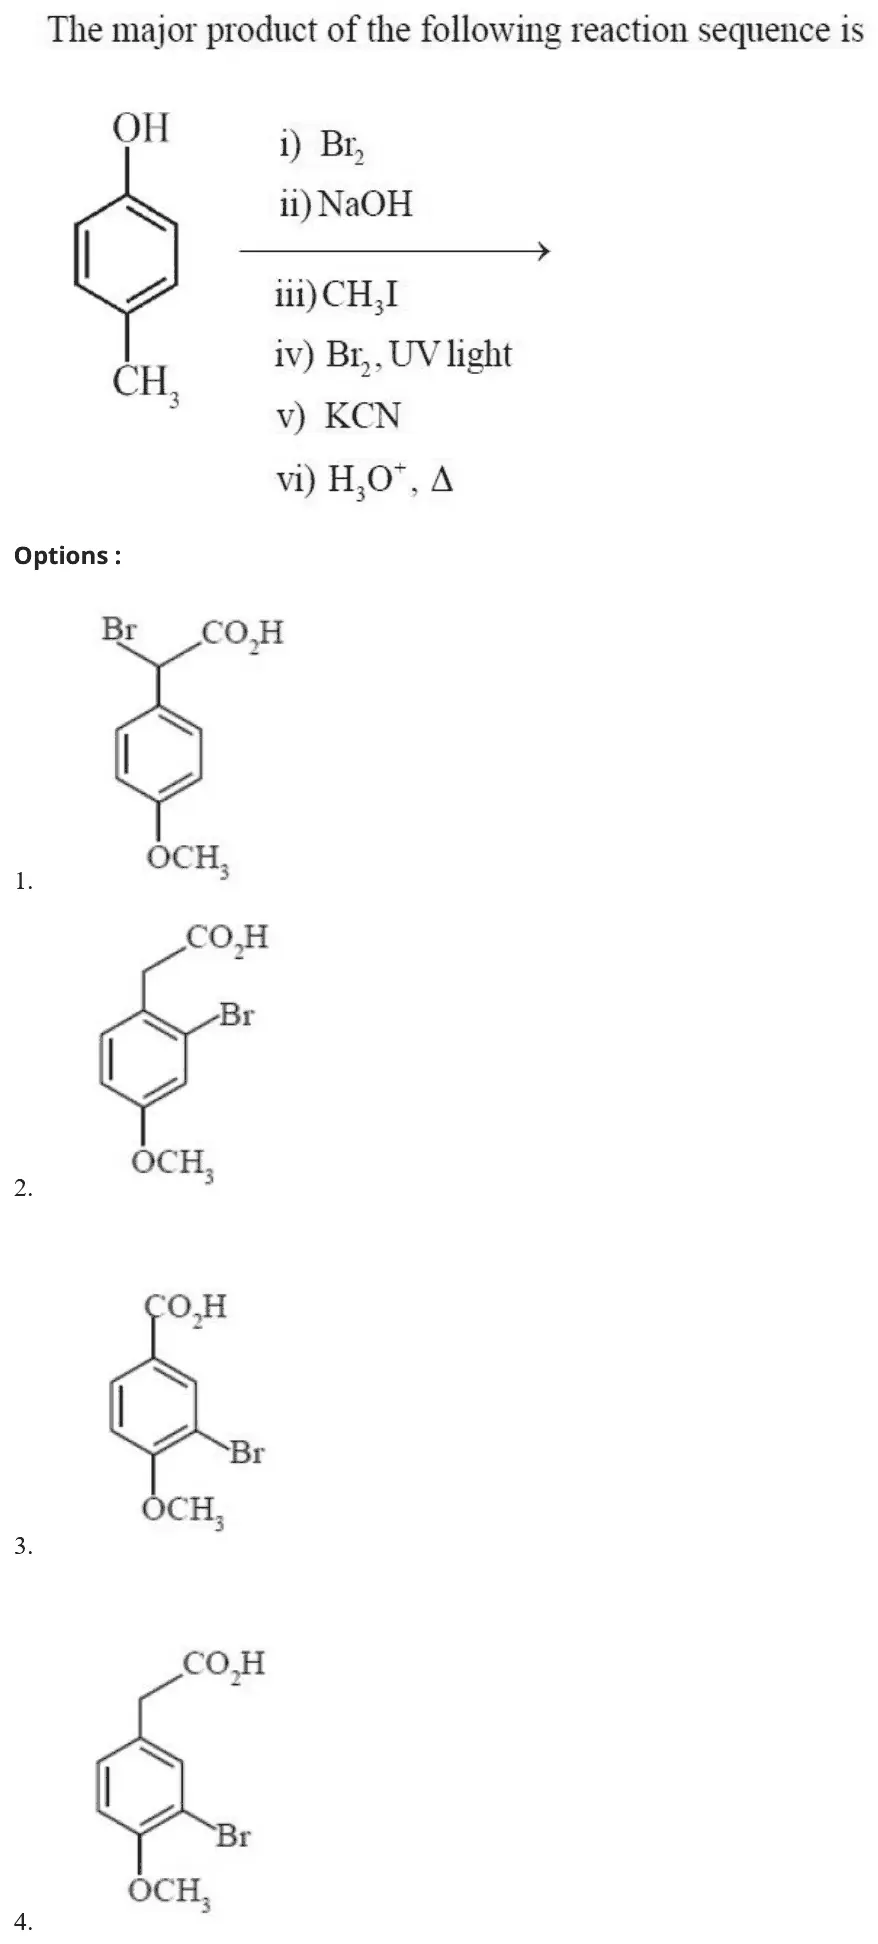 The major product of the following reaction sequence is
OH
CH₃
i) Br₂
ii) NaOH
iii) CH₃I
iv) Br₂, UV light
v) KCN
vi) H₃O⁺, Δ
Options :
Br
CO₂H
OCH₃
1.
CO₂H
Br
OCH₃
2.
CO₂H
Br
OCH₃
3.
CO₂H
Br
OCH₃
4.